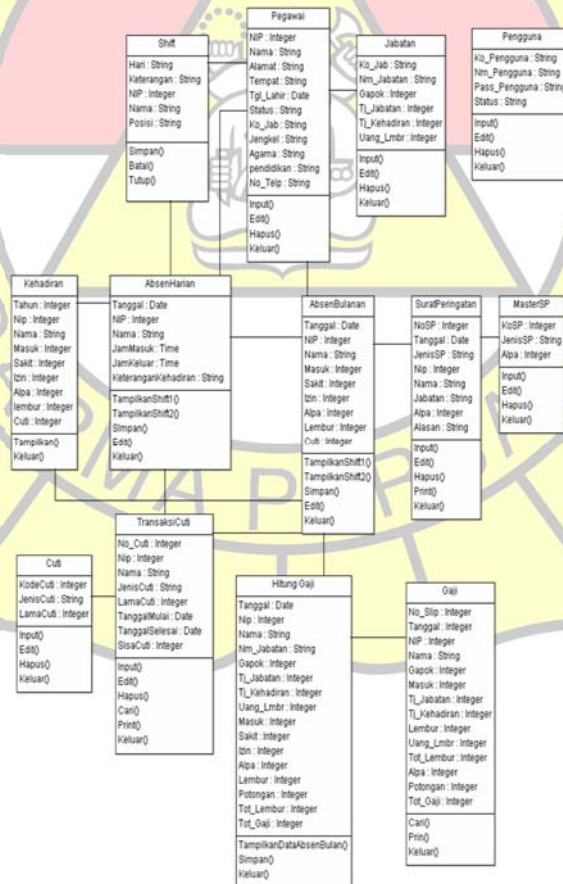 Shift
Hari : String
Keterangan : String
NIP : Integer
Nama : String
Posisi : String
Simpan()
Batal()
Tutup()
Pegawai
NIP : Integer
Nama : String
Alamat : String
Tempat : String
Tgl_Lahir : Date
Status : String
Ko_Jab : String
Jengkel : String
Agama : String
pendidikan : String
No_Telp : String
Input()
Edit()
Hapus()
Keluar()
Jabatan
Ko_Jab : String
Nm_Jabatan : String
Gapok : Integer
Tj_Jabatan : Integer
Tj_Kehadiran : Integer
Uang_Lmbr : Integer
Input()
Edit()
Hapus()
Keluar()
Pengguna
Ko_Pengguna : String
Nm_Pengguna : String
Pass_Pengguna : String
Status : String
Input()
Edit()
Hapus()
Keluar()
Kehadiran
Tahun : Integer
Nip : Integer
Nama : String
Masuk : Integer
Sakit : Integer
Izin : Integer
Alpa : Integer
lembur : Integer
Cuti : Integer
Tampilkan()
Keluar()
AbsenHarian
Tanggal : Date
NIP : Integer
Nama : String
JamMasuk : Time
JamKeluar : Time
KeteranganKehadiran : String
TampilkanShift1()
TampilkanShift2()
Simpan()
Edit()
Keluar()
AbsenBulanan
Tanggal : Date
NIP : Integer
Nama : String
Masuk : Integer
Sakit : Integer
Izin : Integer
Alpa : Integer
Lembur : Integer
Cuti : Integer
TampilkanShift1()
TampilkanShift2()
Simpan()
Edit()
Keluar()
SuratPeringatan
NoSP : Integer
Tanggal : Date
JenisSP : String
Nip : Integer
Nama : String
Jabatan : String
Alpa : Integer
Alasan : String
Input()
Edit()
Hapus()
Print()
Keluar()
MasterSP
KoSP : Integer
JenisSP : String
Alpa : Integer
Input()
Edit()
Hapus()
Keluar()
Cuti
KodeCuti : Integer
JenisCuti : String
LamaCuti : Integer
Input()
Edit()
Hapus()
Keluar()
TransaksiCuti
No_Cuti : Integer
Nip : Integer
Nama : String
JenisCuti : String
LamaCuti : Integer
TanggalMulai : Date
TanggalSelesai : Date
SisaCuti : Integer
Input()
Edit()
Hapus()
Cari()
Print()
Keluar()
Hitung Gaji
Tanggal : Date
Nip : Integer
Nama : String
Nm_Jabatan : String
Gapok : Integer
Tj_Jabatan : Integer
Tj_Kehadiran : Integer
Uang_Lmbr : Integer
Masuk : Integer
Sakit : Integer
Izin : Integer
Alpa : Integer
Lembur : Integer
Potongan : Integer
Tot_Lembur : Integer
Tot_Gaji : Integer
TampilkanDataAbsenBulan()
Simpan()
Keluar()
Gaji
No_Slip : Integer
Tanggal : Integer
NIP : Integer
Nama : String
Gapok : Integer
Masuk : Integer
Tj_Jabatan : Integer
Tj_Kehadiran : Integer
Lembur : Integer
Uang_Lmbr : Integer
Tot_Lembur : Integer
Alpa : Integer
Potongan : Integer
Tot_Gaji : Integer
Cari()
Prin()
Keluar()